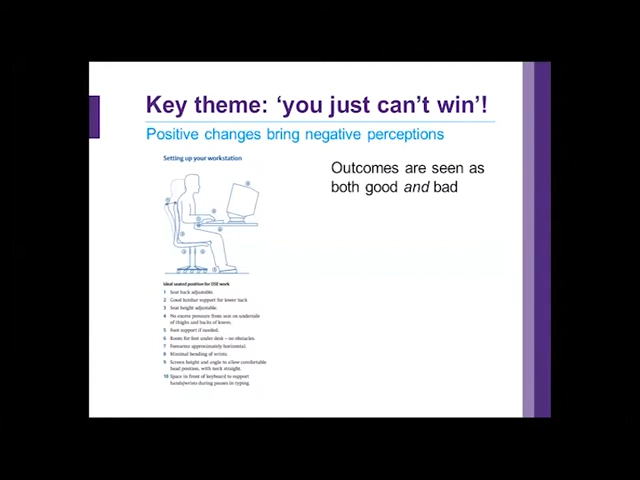 Key theme: ‘you just can’t win’!
Positive changes bring negative perceptions
Setting up your workstation
Outcomes are seen as
both good and bad
Ideal seated position for DSE work
1 Seat back adjustable.
2 Good lumbar support for lower back
3 Seat height adjustable.
4 No excess pressure from seat on underside
of thighs and backs of knees.
5 Foot support if needed.
6 Room for feet under desk – no obstacles.
7 Forearms approximately horizontal.
8 Minimal bending of wrists.
9 Screen height and angle to allow comfortable
head position, with neck straight.
10 Space in front of keyboard to support
hands/wrists during pauses in typing.